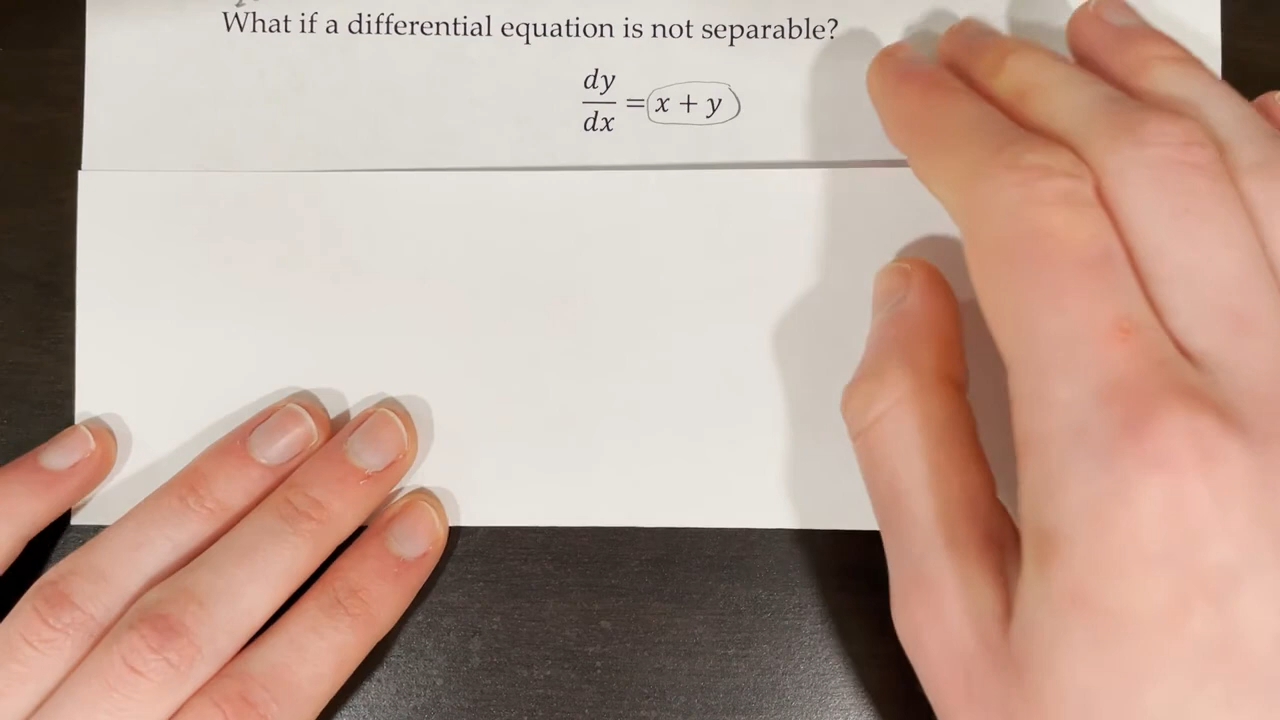 What if a differential equation is not separable?
dy/dx = x + y